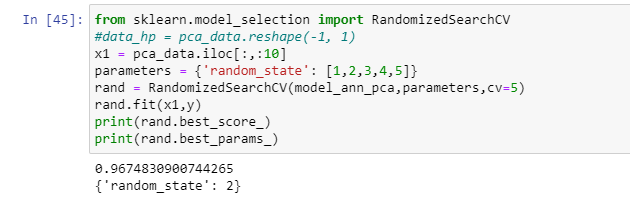 In [45]: from sklearn.model_selection import RandomizedSearchCV
#data_hp = pca_data.reshape(-1, 1)
x1 = pca_data.iloc[:,:10]
parameters = {'random_state': [1,2,3,4,5]}
rand = RandomizedSearchCV(model_ann_pca,parameters,cv=5)
rand.fit(x1,y)
print(rand.best_score_)
print(rand.best_params_)
0.9674830900744265
{'random_state': 2}